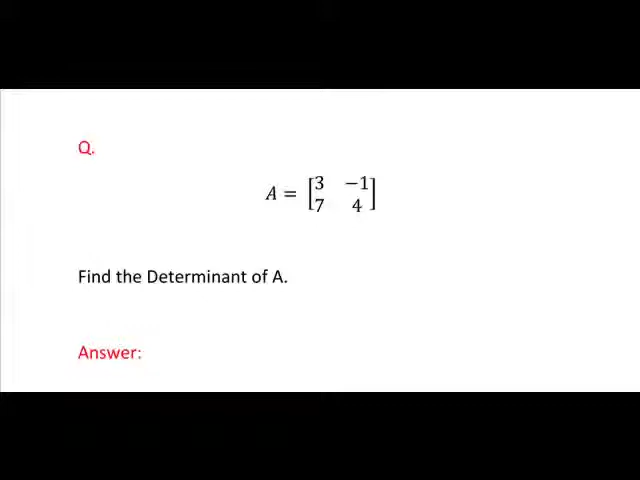 Q.
A = [3 −1
7 4]
Find the Determinant of A.
Answer: